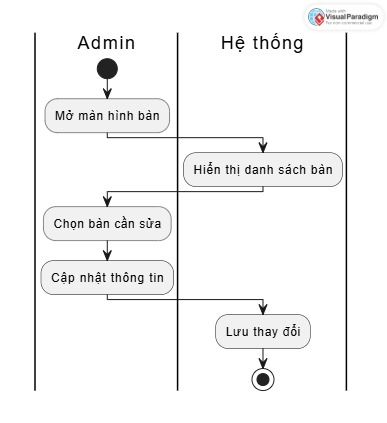 Made with
Visual Paradigm
For non-commercial use
Admin
Hệ thống
Mở màn hình bàn
Hiển thị danh sách bàn
Chọn bàn cần sửa
Cập nhật thông tin
Lưu thay đổi